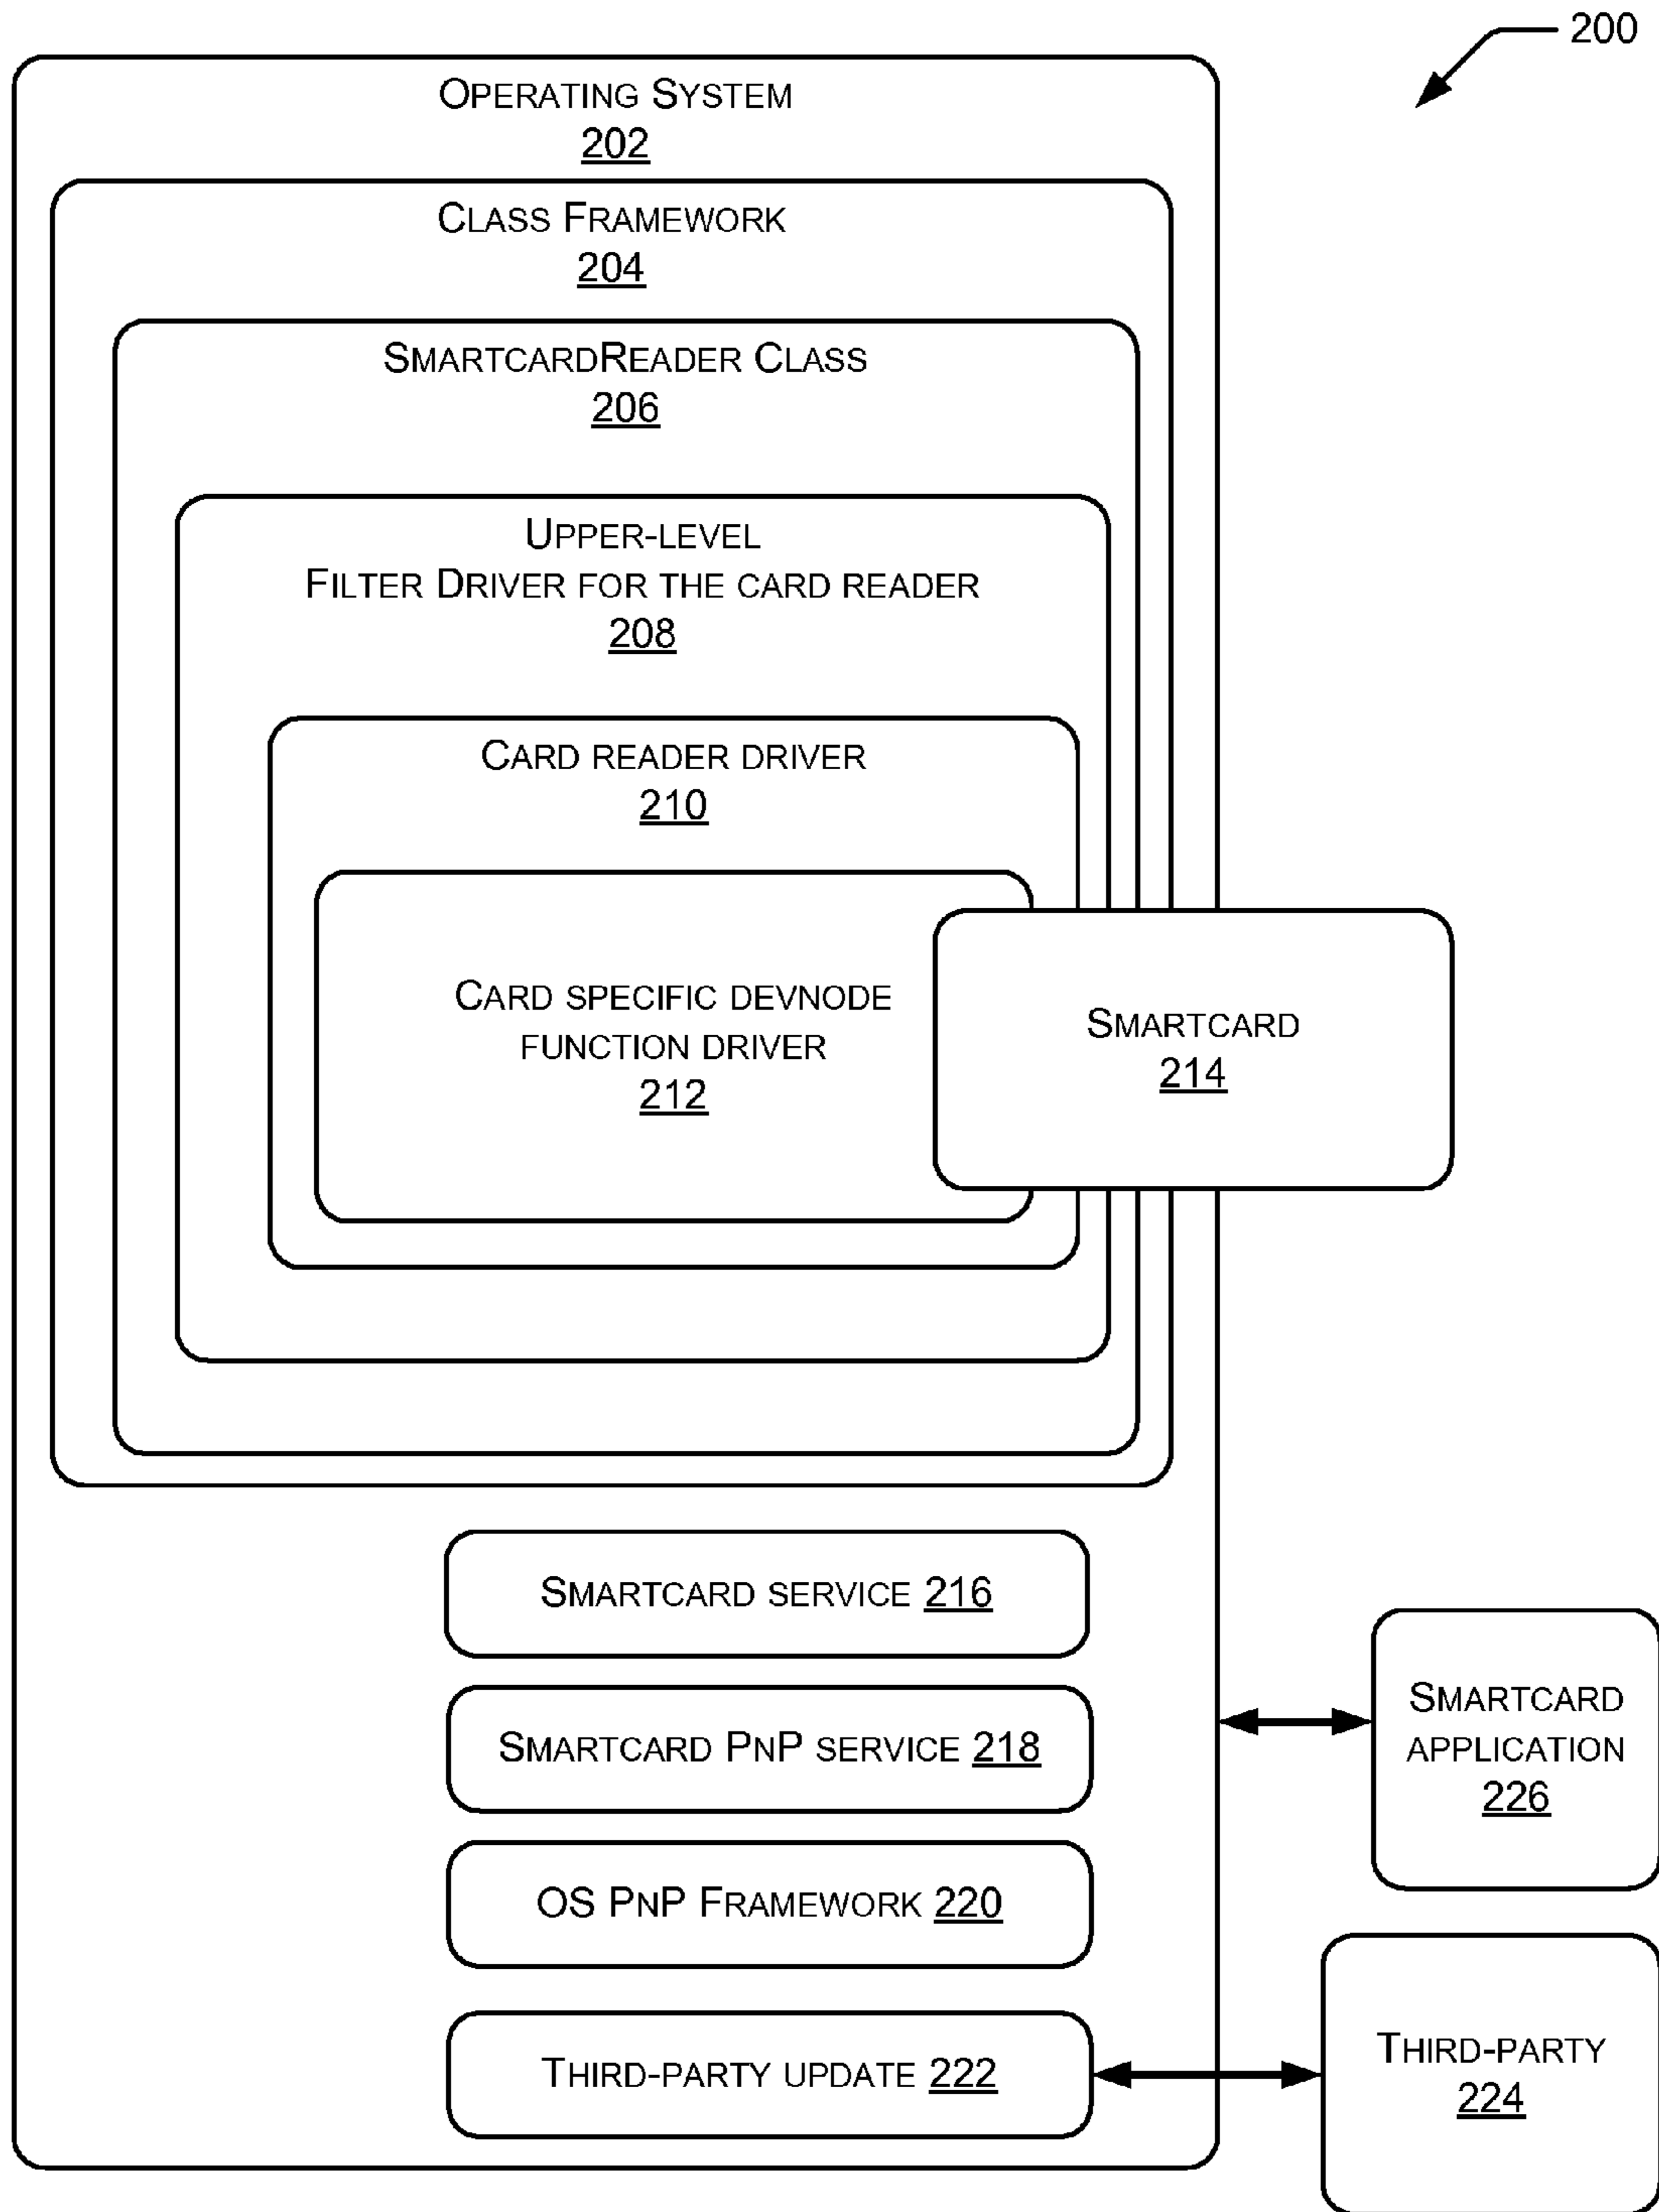 200
OPERATING SYSTEM
202
CLASS FRAMEWORK
204
SMARTCARDREADER CLASS
206
UPPER-LEVEL
FILTER DRIVER FOR THE CARD READER
208
CARD READER DRIVER
210
CARD SPECIFIC DEVNODE
FUNCTION DRIVER
212
SMARTCARD
214
SMARTCARD SERVICE 216
SMARTCARD PNP SERVICE 218
OS PNP FRAMEWORK 220
THIRD-PARTY UPDATE 222
SMARTCARD
APPLICATION
226
THIRD-PARTY
224